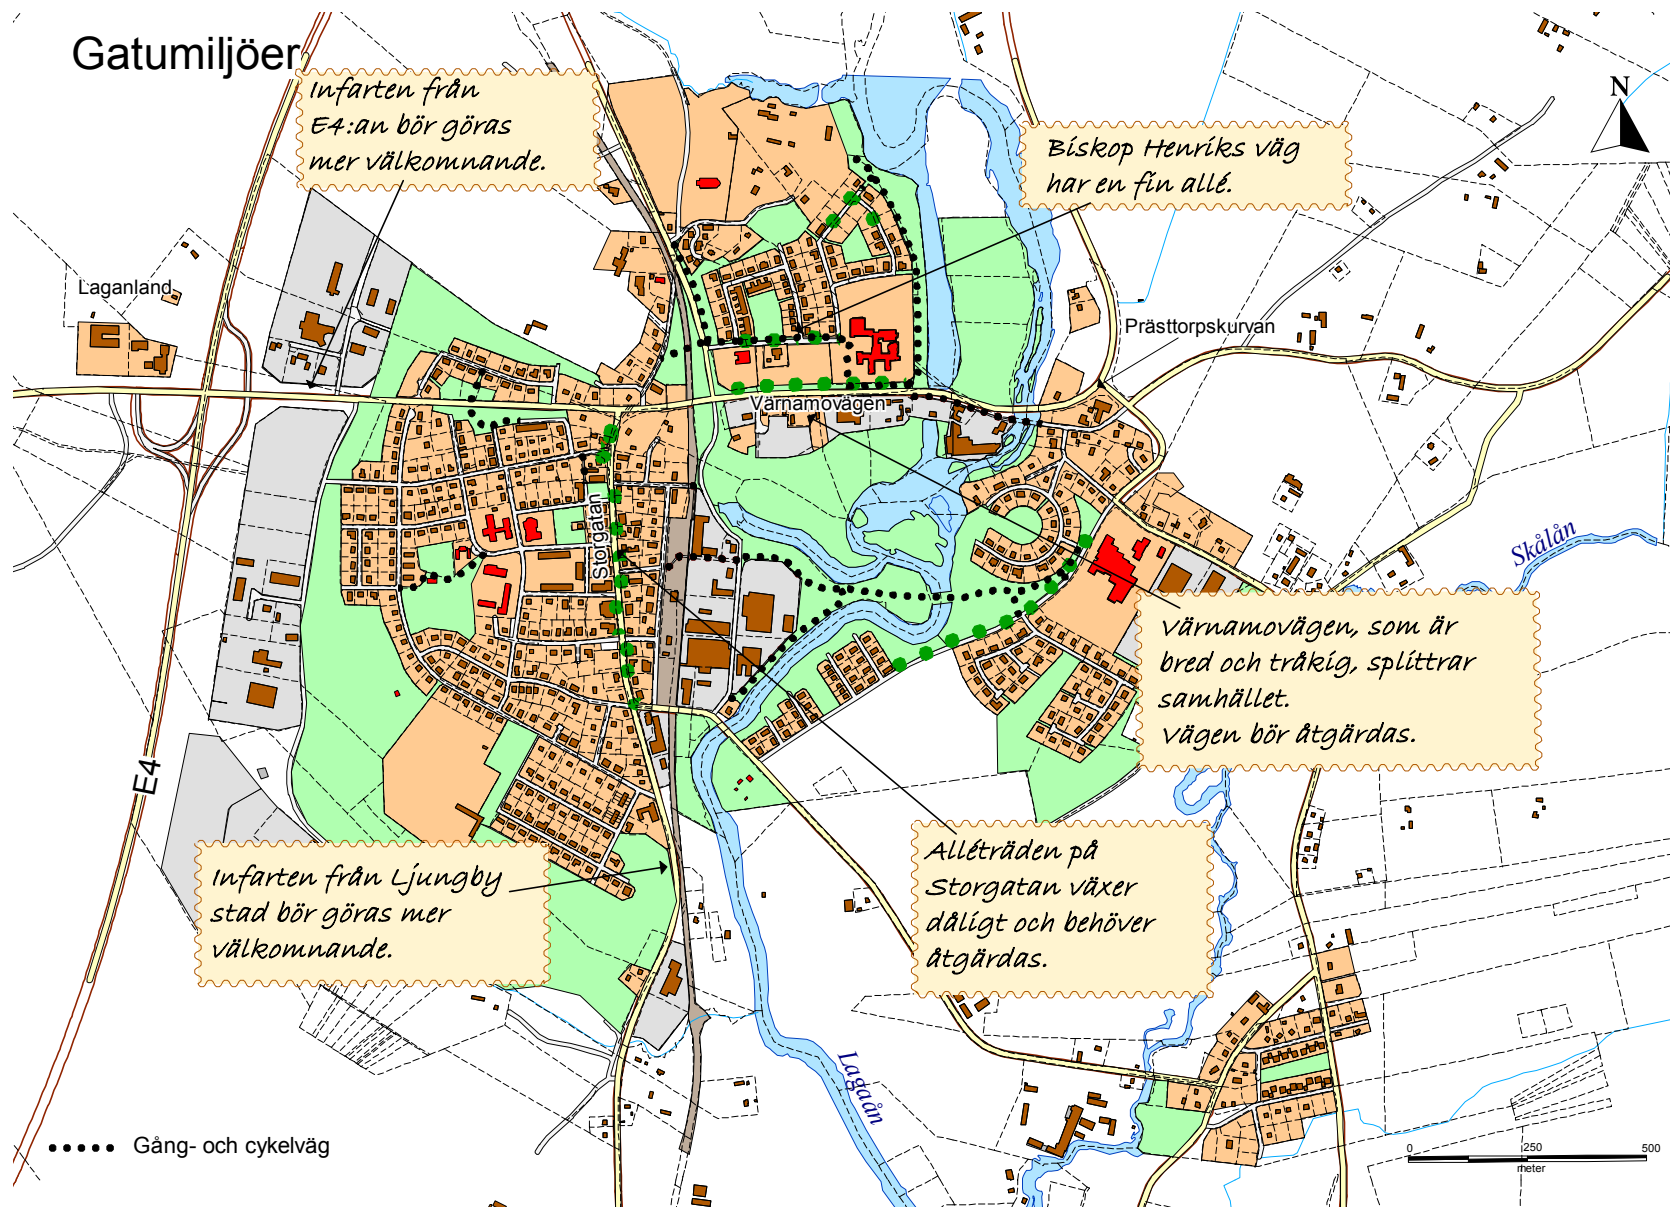 Gatumiljöer
Infarten från
E4:an bör göras
mer välkomnande.
Biskop Henriks väg
har en fin allé.
N
Laganland
Prästtorpskurvan
Värnamovägen
Storgatan
Skålån
E4
Värnamovägen, som är
bred och tråkig, splittrar
samhället.
Vägen bör åtgärdas.
Alléträden på
Storgatan växer
dåligt och behöver
åtgärdas.
Infarten från Ljungby
stad bör göras mer
välkomnande.
Lagaån
Gång- och cykelväg
0 250 500
meter